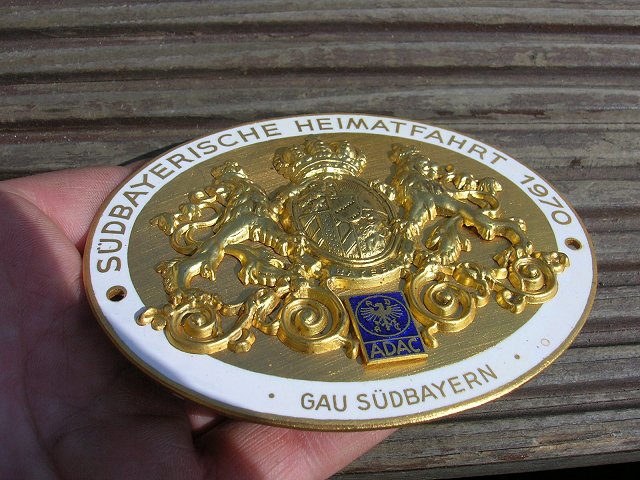 SÜDBAYERISCHE HEIMATFAHRT 1970
ADAC
· GAU SÜDBAYERN ·